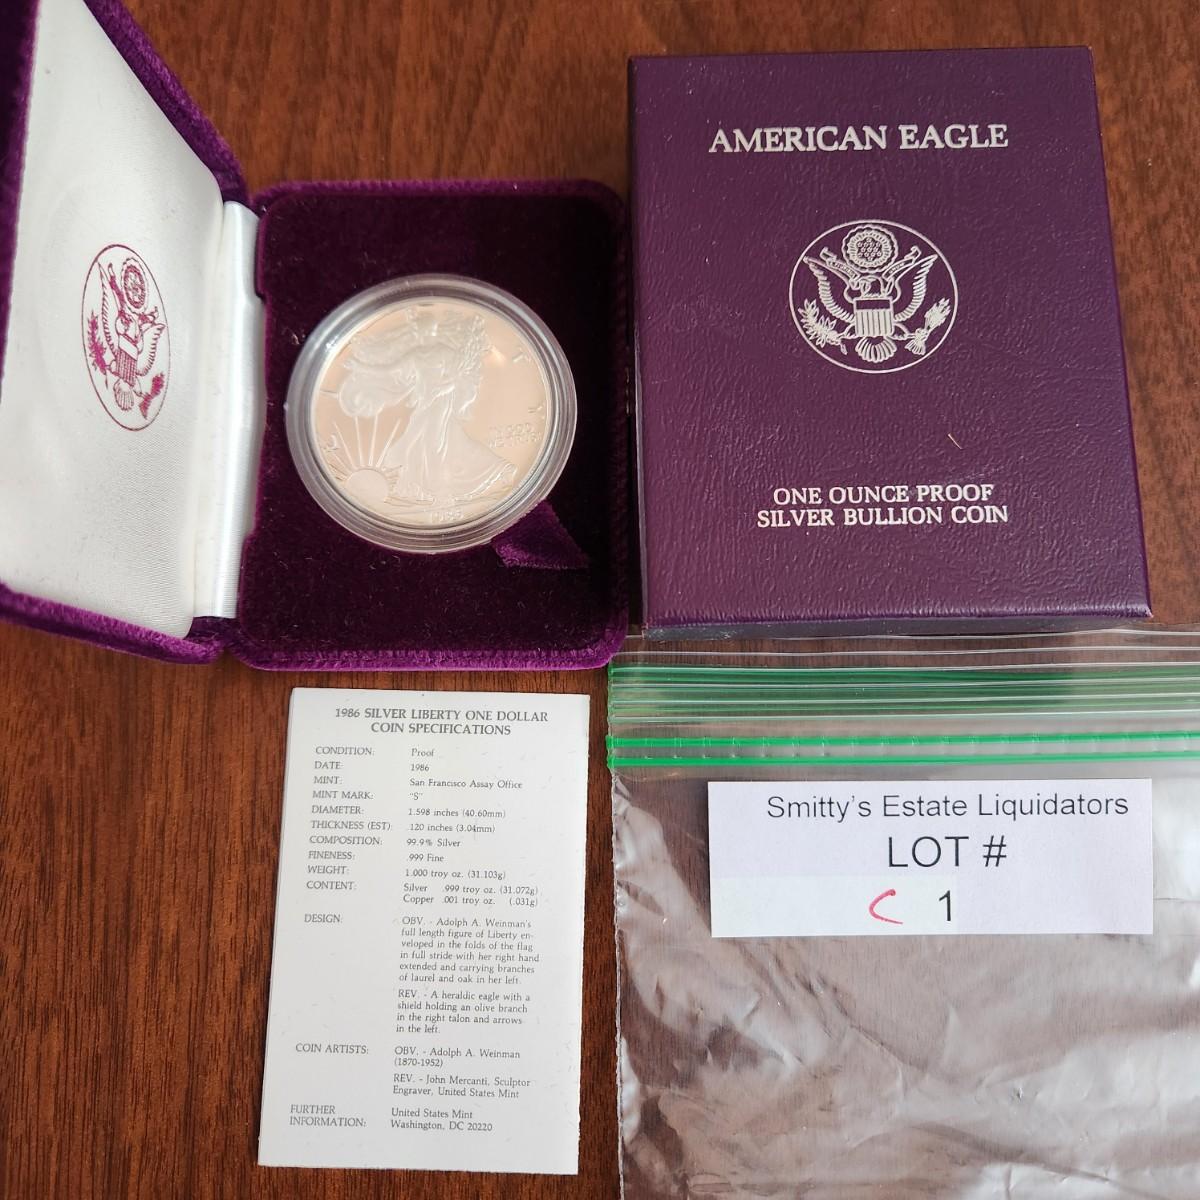 AMERICAN EAGLE
ONE OUNCE PROOF
SILVER BULLION COIN
IN GOD
WE TRUST
1986
1986 SILVER LIBERTY ONE DOLLAR
COIN SPECIFICATIONS
CONDITION: Proof
DATE: 1986
MINT: San Francisco Assay Office
MINT MARK: "S"
DIAMETER: 1.598 inches (40.60mm)
THICKNESS (EST): .120 inches (3.04mm)
COMPOSITION: 99.9% Silver
FINENESS: .999 Fine
WEIGHT: 1.000 troy oz. (31.103g)
CONTENT: Silver .999 troy oz. (31.072g)
Copper .001 troy oz. (.031g)
DESIGN: OBV. - Adolph A. Weinman's
full length figure of Liberty en-
veloped in the folds of the flag
in full stride with her right hand
extended and carrying branches
of laurel and oak in her left.
REV. - A heraldic eagle with a
shield holding an olive branch
in the right talon and arrows
in the left.
COIN ARTISTS: OBV. - Adolph A. Weinman
(1870-1952)
REV. - John Mercanti, Sculptor
Engraver, United States Mint
FURTHER
INFORMATION: United States Mint
Washington, DC 20220
Smitty's Estate Liquidators
LOT #
C 1